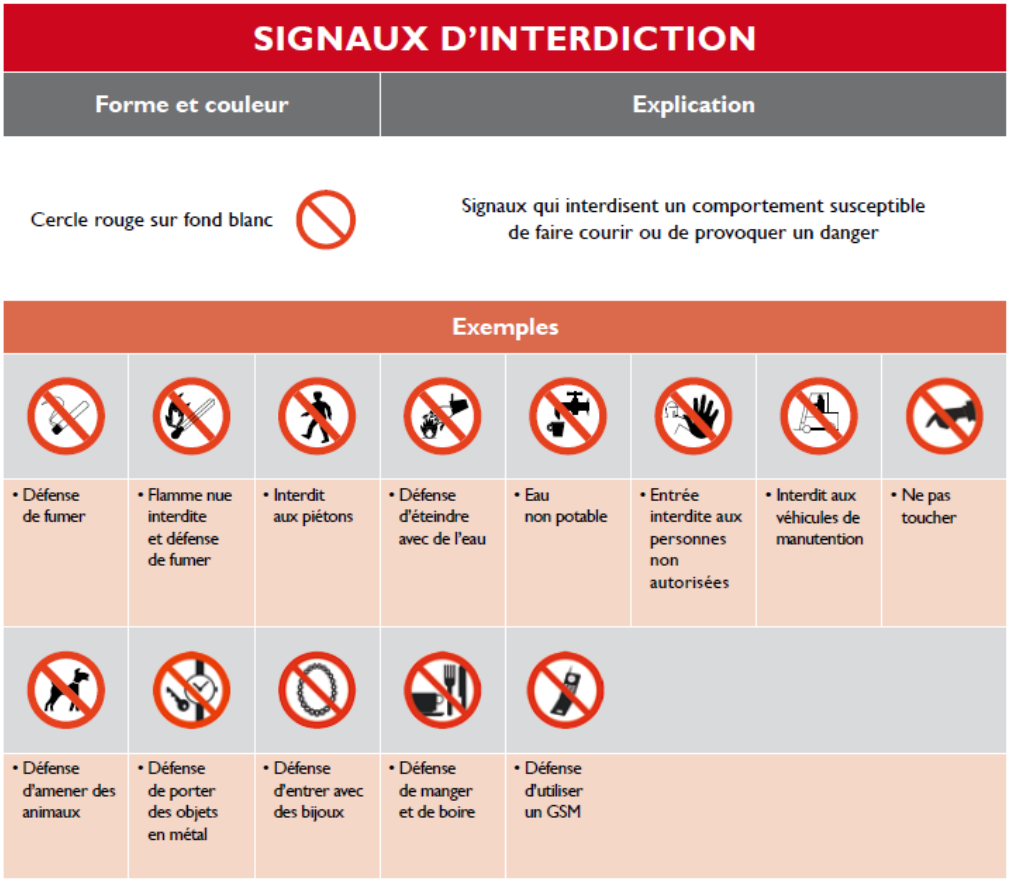 SIGNAUX D'INTERDICTION
Forme et couleur
Explication
Cercle rouge sur fond blanc
Signaux qui interdisent un comportement susceptible
de faire courir ou de provoquer un danger
Exemples
• Défense
de fumer
• Flamme nue
interdite
et défense
de fumer
• Interdit
aux piétons
• Défense
d'éteindre
avec de l'eau
• Eau
non potable
• Entrée
interdite aux
personnes
non
autorisées
• Interdit aux
véhicules de
manutention
• Ne pas
toucher
• Défense
d'amener des
animaux
• Défense
de porter
des objets
en métal
• Défense
d'entrer avec
des bijoux
• Défense
de manger
et de boire
• Défense
d'utiliser
un GSM